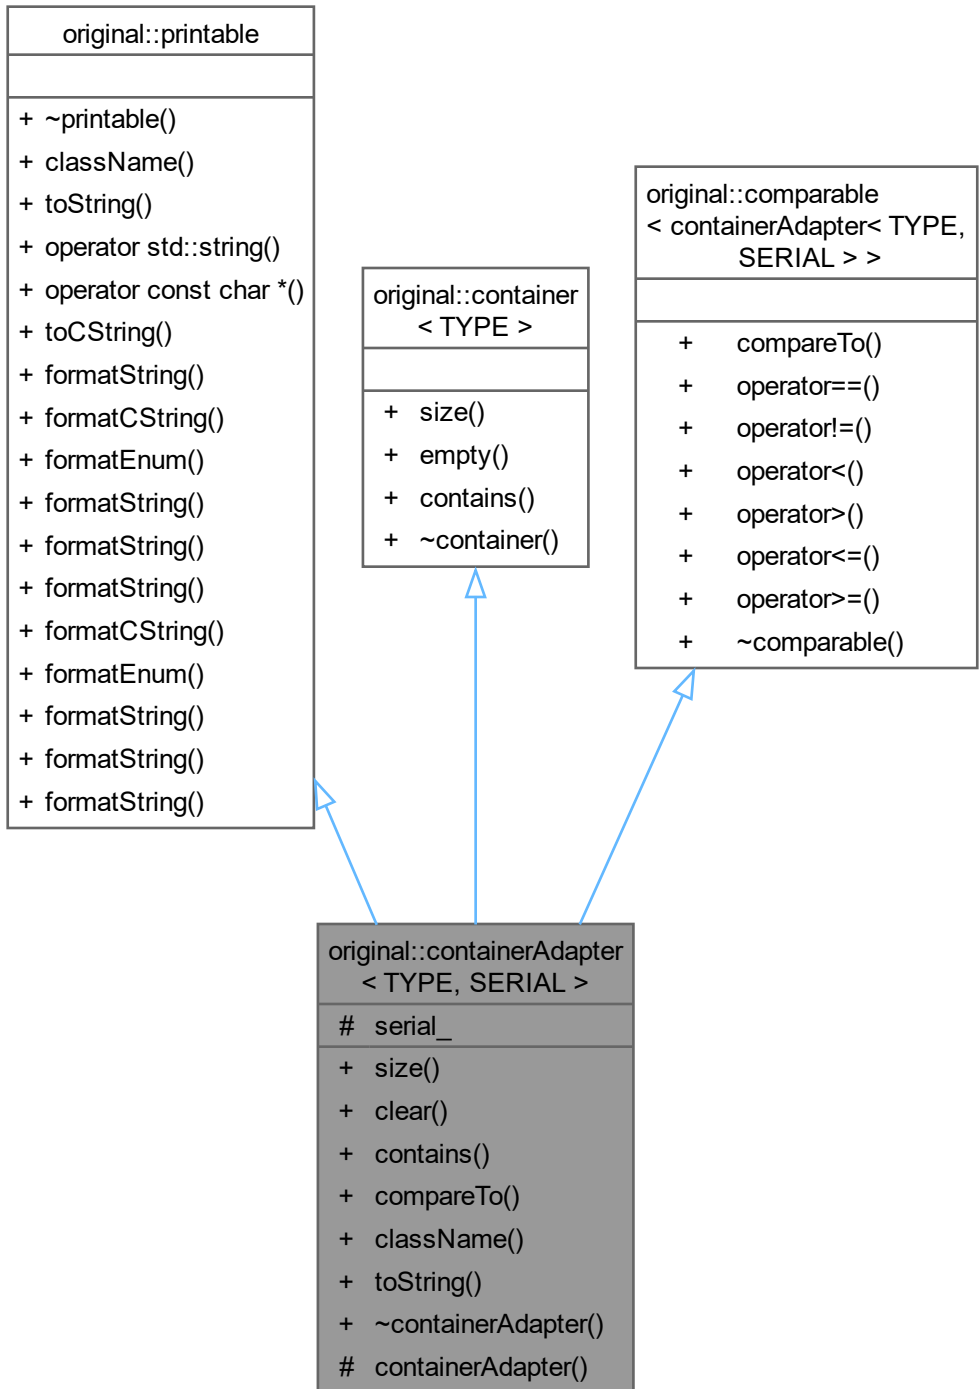 original::printable
+ ~printable()
+ className()
+ toString()
+ operator std::string()
+ operator const char *()
+ toCString()
+ formatString()
+ formatCString()
+ formatEnum()
+ formatString()
+ formatString()
+ formatString()
+ formatCString()
+ formatEnum()
+ formatString()
+ formatString()
+ formatString()
original::container
< TYPE >
+ size()
+ empty()
+ contains()
+ ~container()
original::comparable
< containerAdapter< TYPE,
SERIAL > >
+ compareTo()
+ operator==()
+ operator!=()
+ operator<()
+ operator>()
+ operator<=()
+ operator>=()
+ ~comparable()
original::containerAdapter
< TYPE, SERIAL >
# serial_
+ size()
+ clear()
+ contains()
+ compareTo()
+ className()
+ toString()
+ ~containerAdapter()
# containerAdapter()